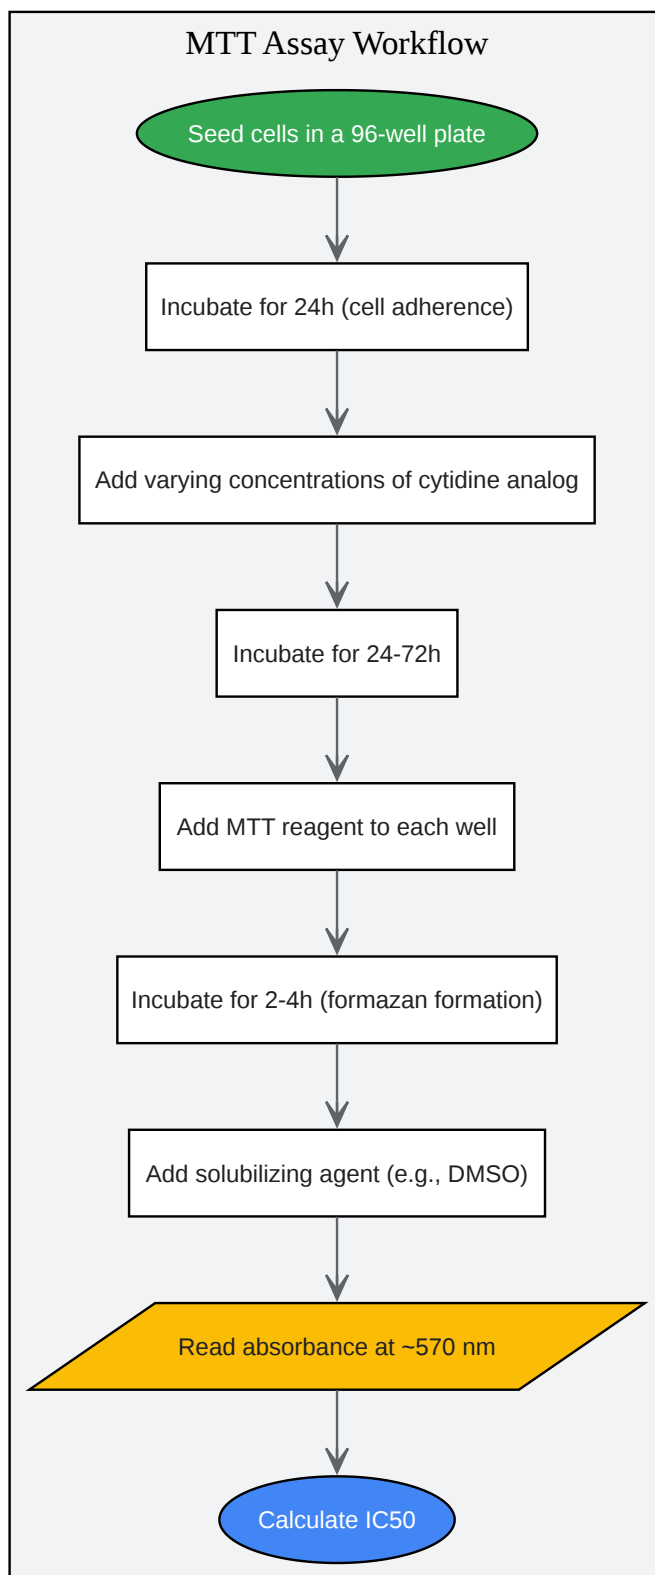 MTT Assay Workflow
Seed cells in a 96-well plate
Incubate for 24h (cell adherence)
Add varying concentrations of cytidine analog
Incubate for 24-72h
Add MTT reagent to each well
Incubate for 2-4h (formazan formation)
Add solubilizing agent (e.g., DMSO)
Read absorbance at ~570 nm
Calculate IC50